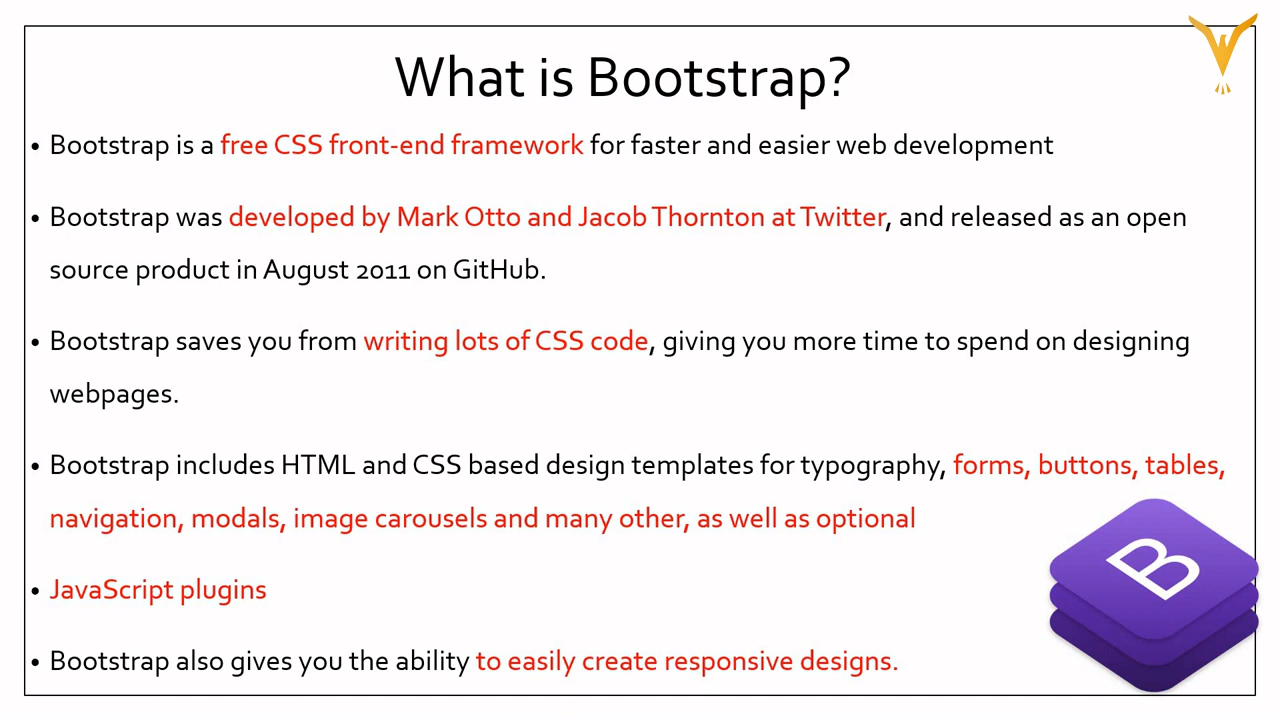 What is Bootstrap?
• Bootstrap is a free CSS front-end framework for faster and easier web development
• Bootstrap was developed by Mark Otto and Jacob Thornton at Twitter, and released as an open
source product in August 2011 on GitHub.
• Bootstrap saves you from writing lots of CSS code, giving you more time to spend on designing
webpages.
• Bootstrap includes HTML and CSS based design templates for typography, forms, buttons, tables,
navigation, modals, image carousels and many other, as well as optional
B
• JavaScript plugins
• Bootstrap also gives you the ability to easily create responsive designs.